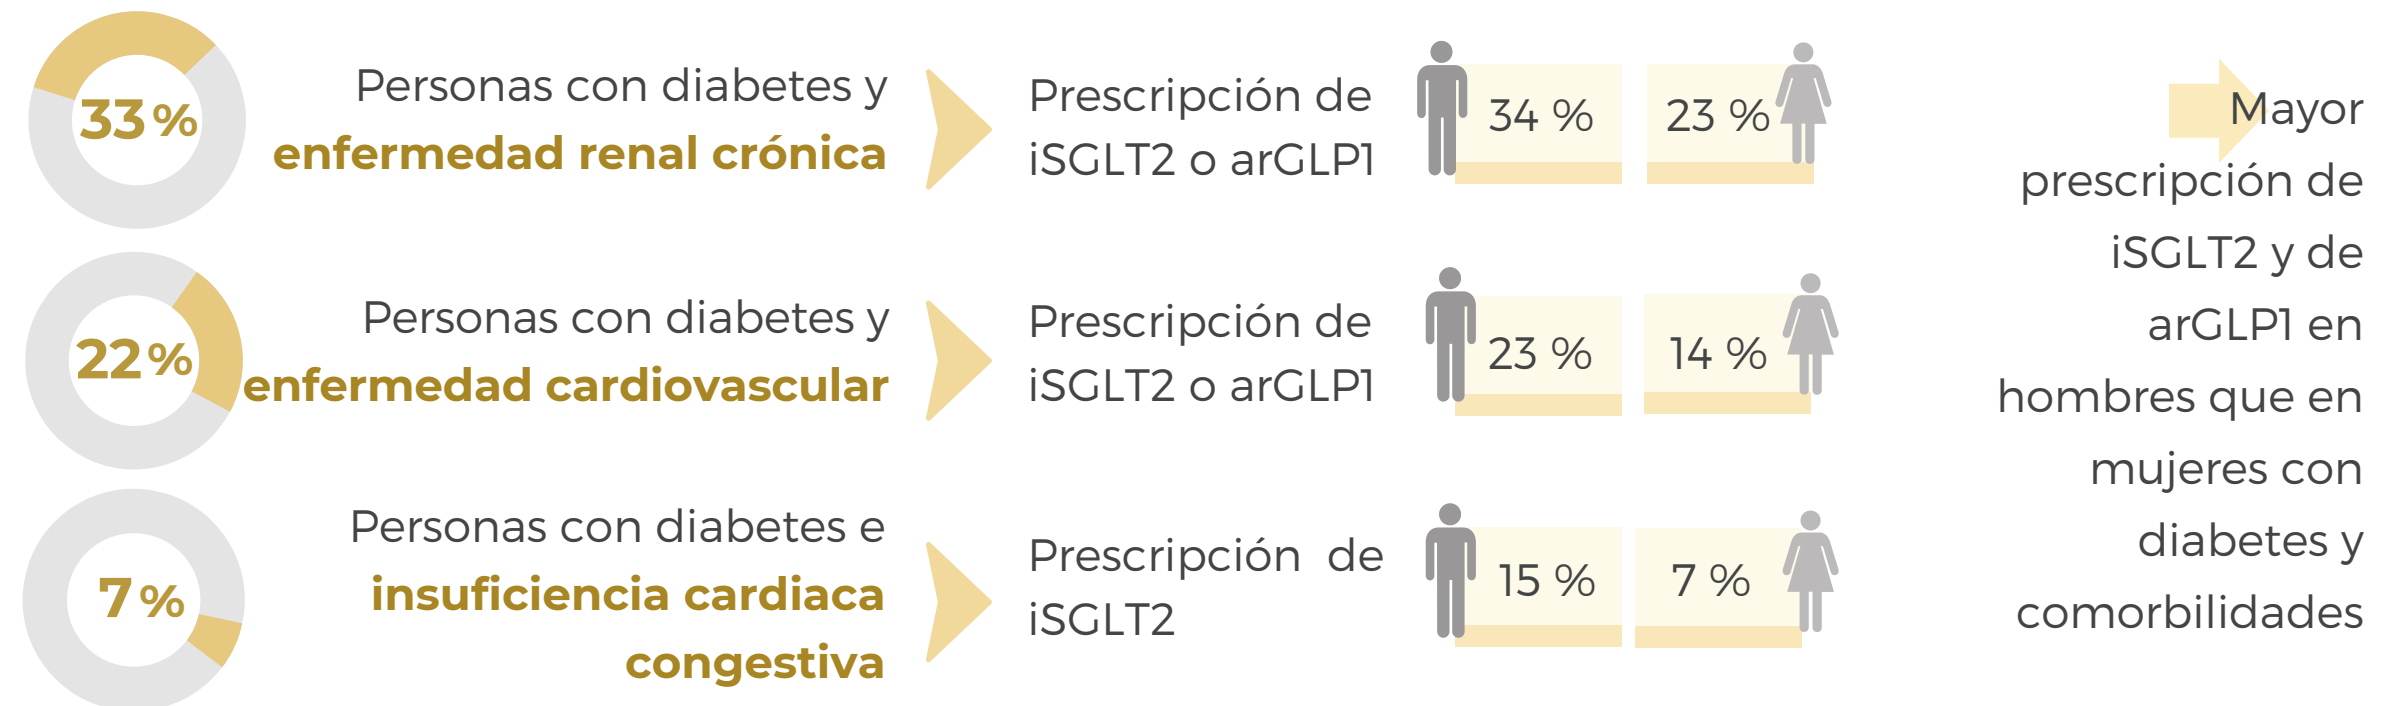 33 %
Personas con diabetes y
enfermedad renal crónica
Prescripción de
iSGLT2 o arGLP1
34 %
23 %
22 %
Personas con diabetes y
enfermedad cardiovascular
Prescripción de
iSGLT2 o arGLP1
23 %
14 %
7 %
Personas con diabetes e
insuficiencia cardiaca
congestiva
Prescripción de
iSGLT2
15 %
7 %
Mayor
prescripción de
iSGLT2 y de
arGLP1 en
hombres que en
mujeres con
diabetes y
comorbilidades